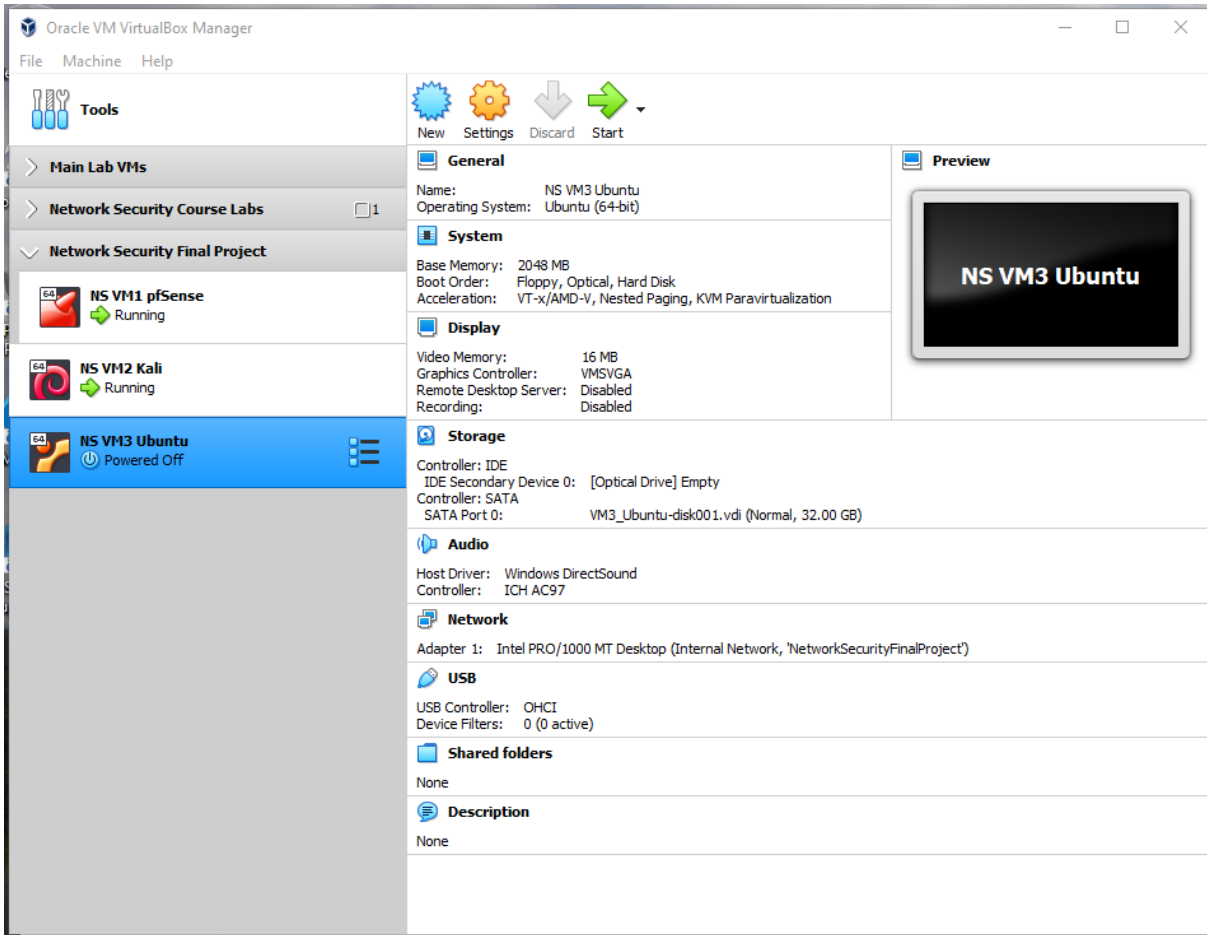 Oracle VM VirtualBox Manager
File Machine Help
Tools
New Settings Discard Start
Main Lab VMs
Network Security Course Labs 1
Network Security Final Project
64
NS VM1 pfSense
Running
64
NS VM2 Kali
Running
64
NS VM3 Ubuntu
Powered Off
General
Name: NS VM3 Ubuntu
Operating System: Ubuntu (64-bit)
System
Base Memory: 2048 MB
Boot Order: Floppy, Optical, Hard Disk
Acceleration: VT-x/AMD-V, Nested Paging, KVM Paravirtualization
Display
Video Memory: 16 MB
Graphics Controller: VMSVGA
Remote Desktop Server: Disabled
Recording: Disabled
Preview
NS VM3 Ubuntu
Storage
Controller: IDE
IDE Secondary Device 0: [Optical Drive] Empty
Controller: SATA
SATA Port 0: VM3_Ubuntu-disk001.vdi (Normal, 32.00 GB)
Audio
Host Driver: Windows DirectSound
Controller: ICH AC97
Network
Adapter 1: Intel PRO/1000 MT Desktop (Internal Network, 'NetworkSecurityFinalProject')
USB
USB Controller: OHCI
Device Filters: 0 (0 active)
Shared folders
None
Description
None